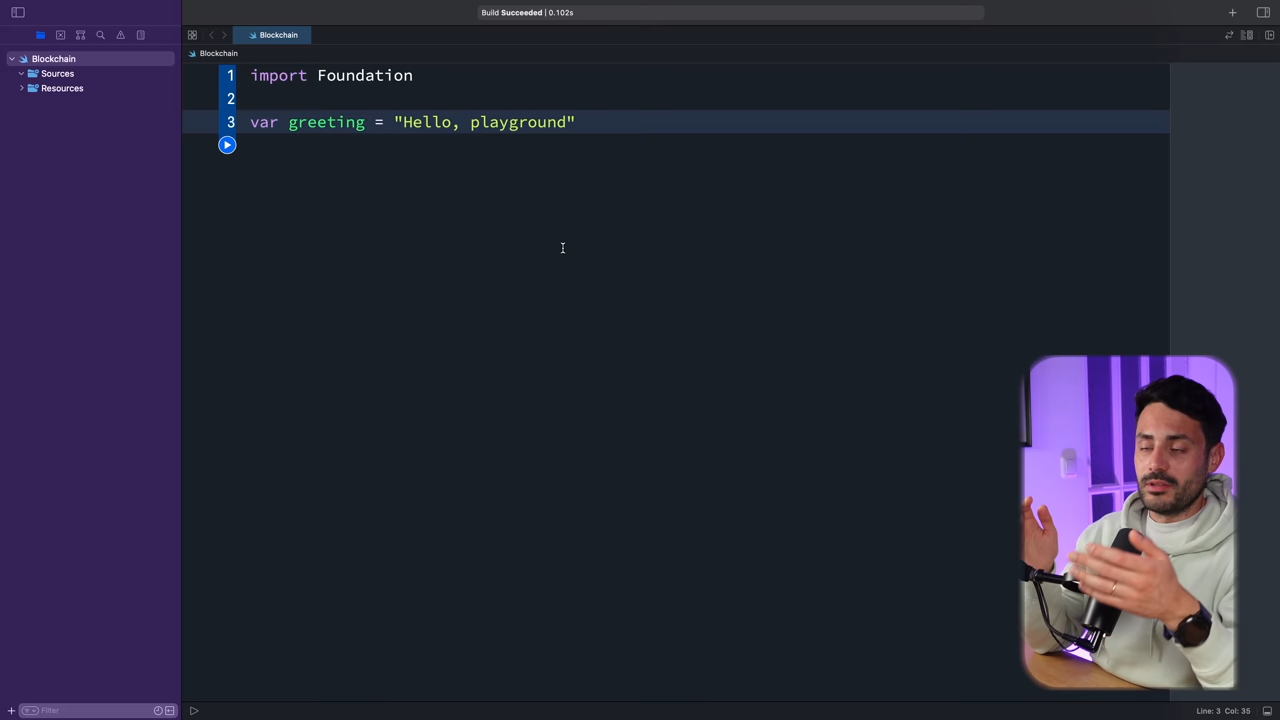 Build Succeeded | 0.102s
Blockchain
Blockchain
Blockchain
Sources
Resources
1 import Foundation
2
3 var greeting = "Hello, playground"
Filter
Line: 3 Col: 35